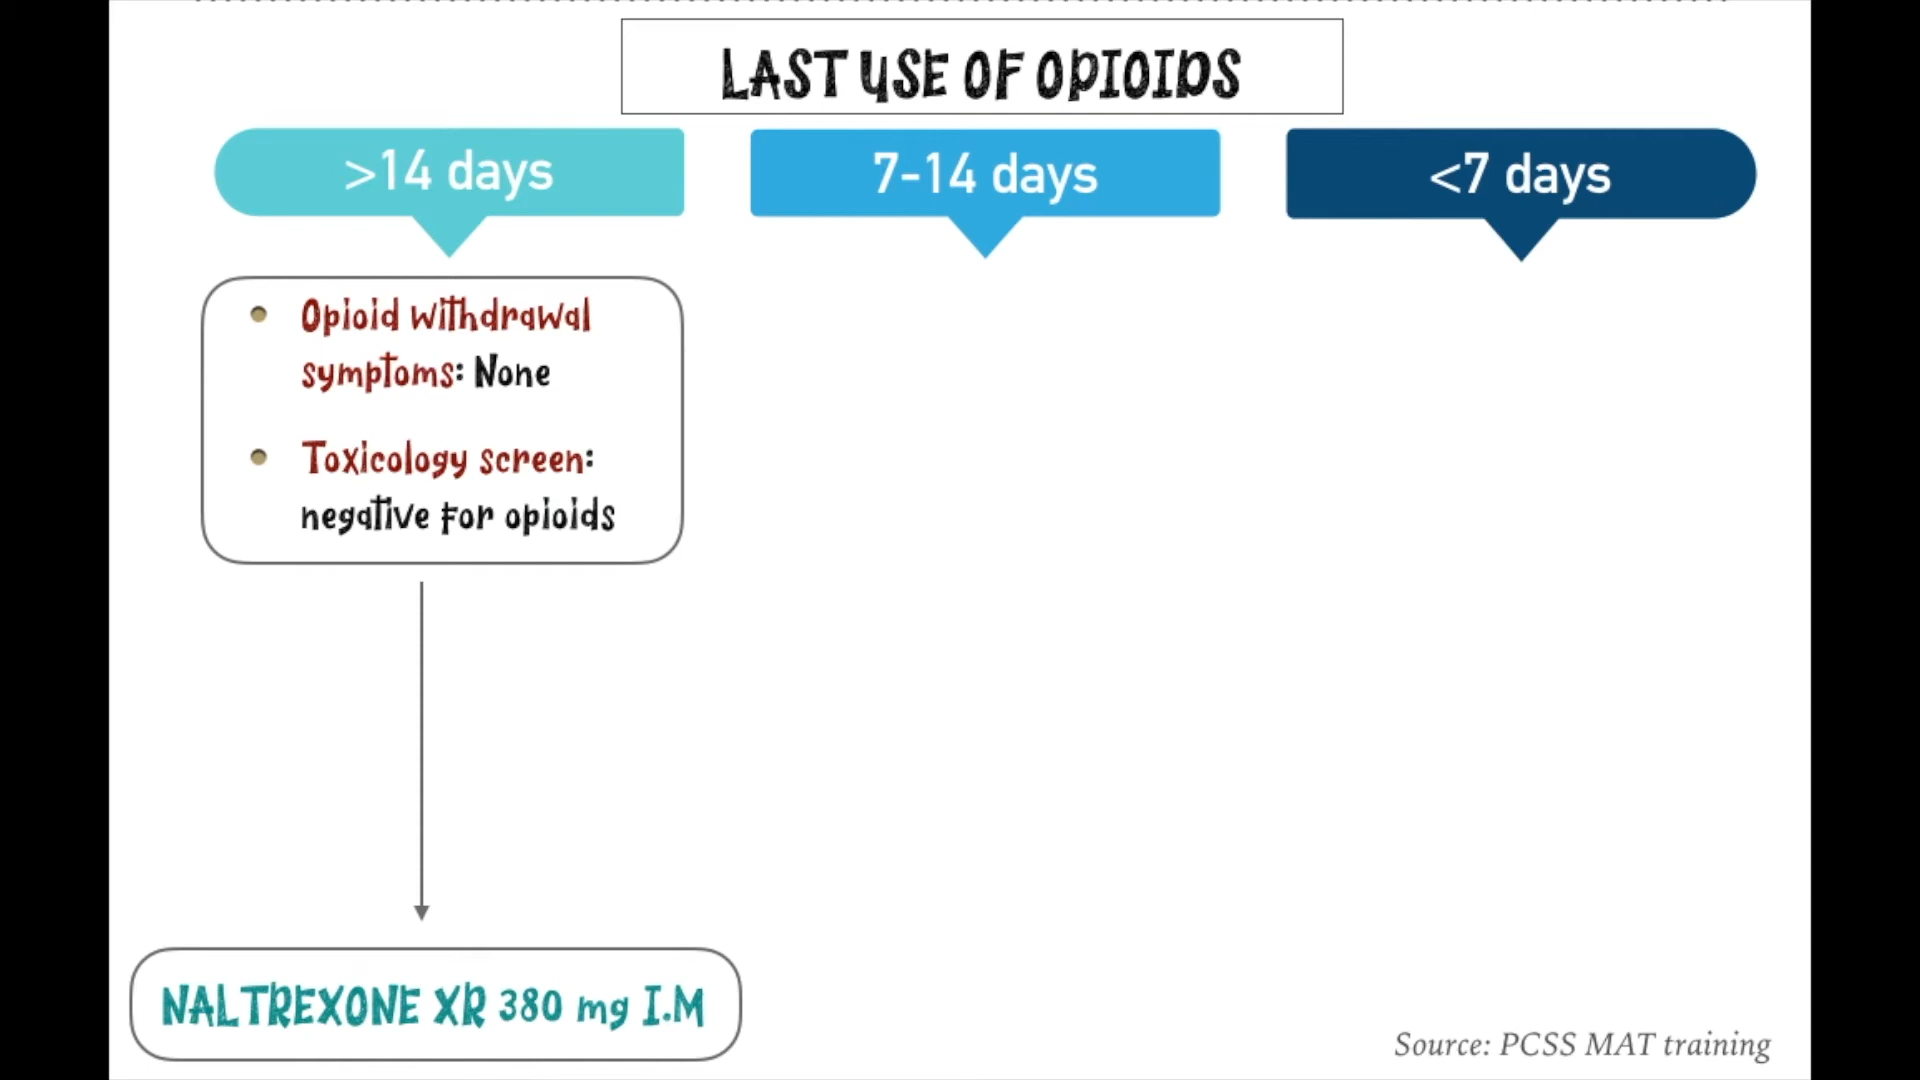 LAST USE OF OPIOIDS
>14 days
7-14 days
<7 days
Opioid withdrawal
symptoms: None
Toxicology screen:
negative for opioids
NALTREXONE XR 380 mg I.M
Source: PCSS MAT training